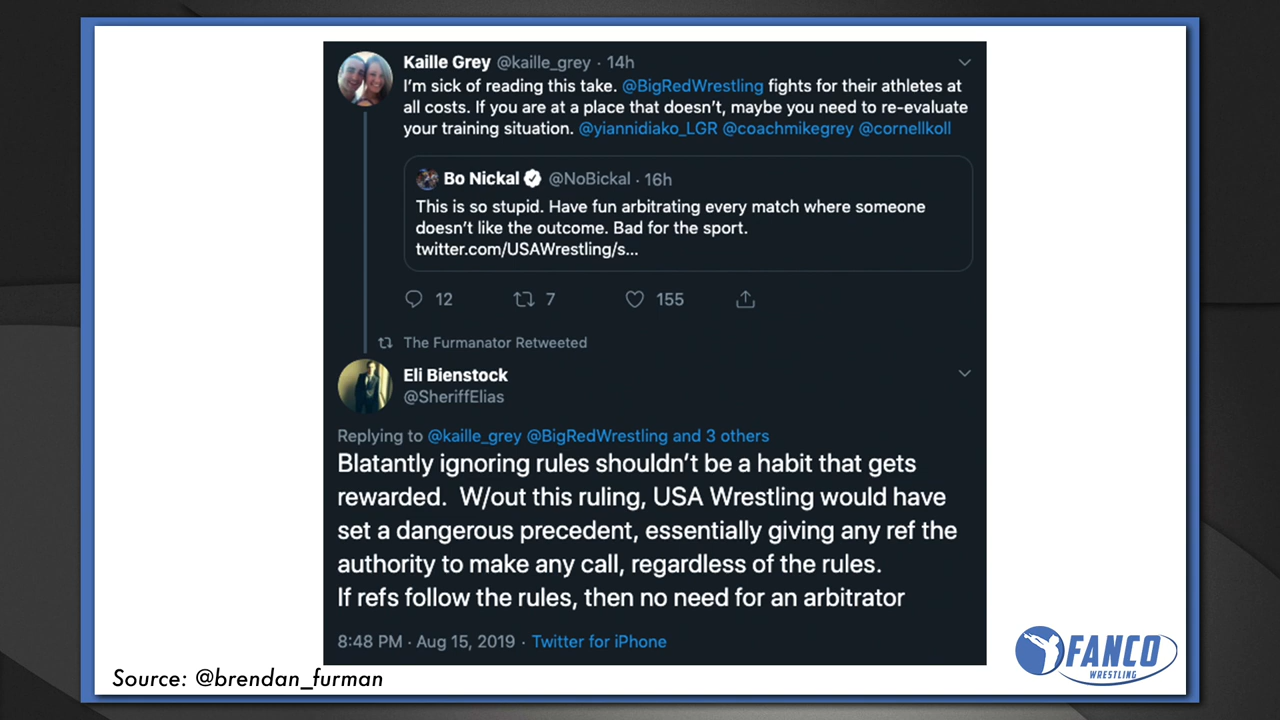 Kaille Grey @kaille_grey · 14h
I'm sick of reading this take. @BigRedWrestling fights for their athletes at
all costs. If you are at a place that doesn't, maybe you need to re-evaluate
your training situation. @yiannidiako_LGR @coachmikegrey @cornellkoll
Bo Nickal @NoBickal · 16h
This is so stupid. Have fun arbitrating every match where someone
doesn't like the outcome. Bad for the sport.
twitter.com/USAWrestling/s...
12 7 155
The Furmanator Retweeted
Eli Bienstock
@SheriffElias
Replying to @kaille_grey @BigRedWrestling and 3 others
Blatantly ignoring rules shouldn't be a habit that gets
rewarded.  W/out this ruling, USA Wrestling would have
set a dangerous precedent, essentially giving any ref the
authority to make any call, regardless of the rules.
If refs follow the rules, then no need for an arbitrator
8:48 PM · Aug 15, 2019 · Twitter for iPhone
Source: @brendan_furman
FANCO
WRESTLING